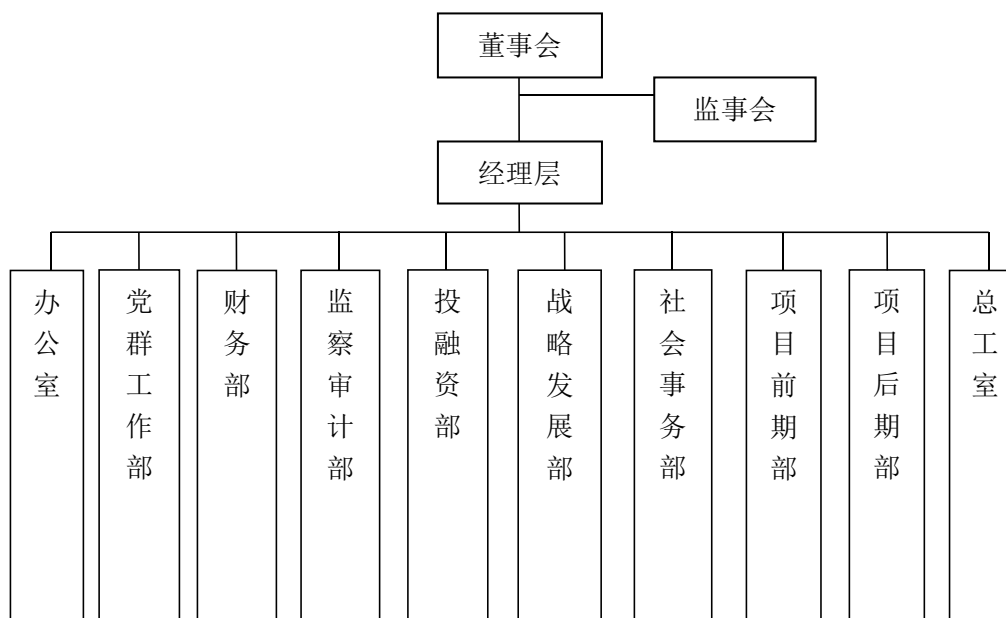 董事会
监事会
经理层
办公室
党群工作部
财务部
监察审计部
投融资部
战略发展部
社会事务部
项目前期部
项目后期部
总工室